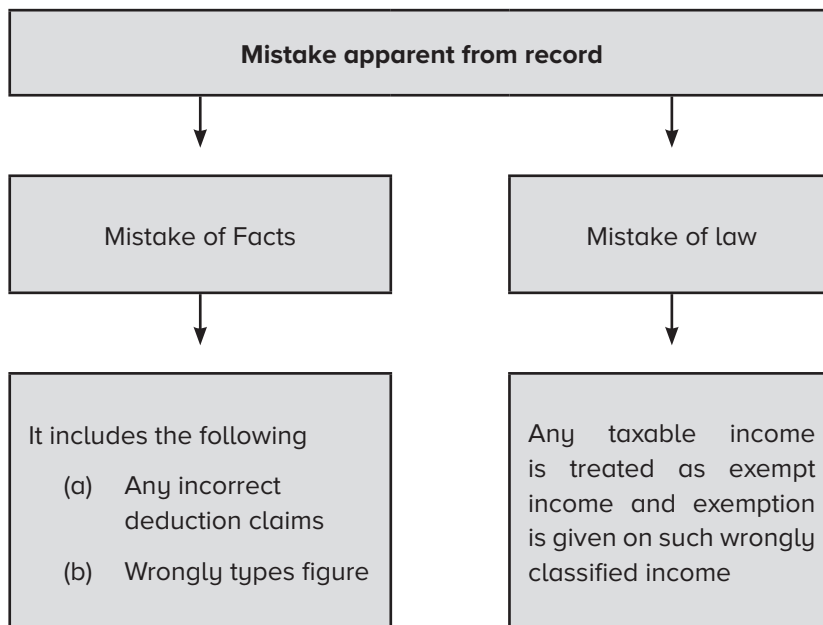 Mistake apparent from record
Mistake of Facts
Mistake of law
It includes the following
(a) Any incorrect
deduction claims
(b) Wrongly types figure
Any taxable income
is treated as exempt
income and exemption
is given on such wrongly
classified income